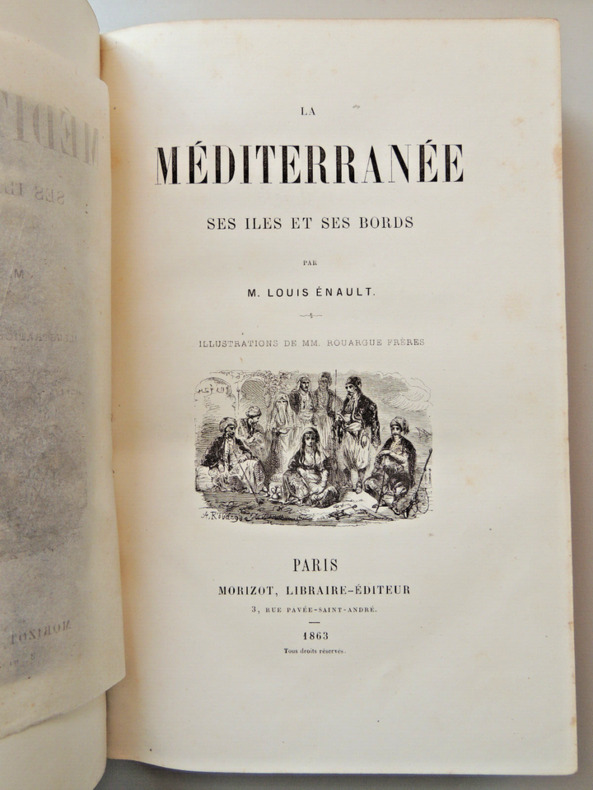 LA
MÉDITERRANÉE
SES ILES ET SES BORDS
PAR
M. LOUIS ÉNAULT.
ILLUSTRATIONS DE MM. ROUARGUE FRÈRES
PARIS
MORIZOT, LIBRAIRE-ÉDITEUR
3, RUE PAVÉE-SAINT-ANDRÉ.
1863
Tous droits réservés.